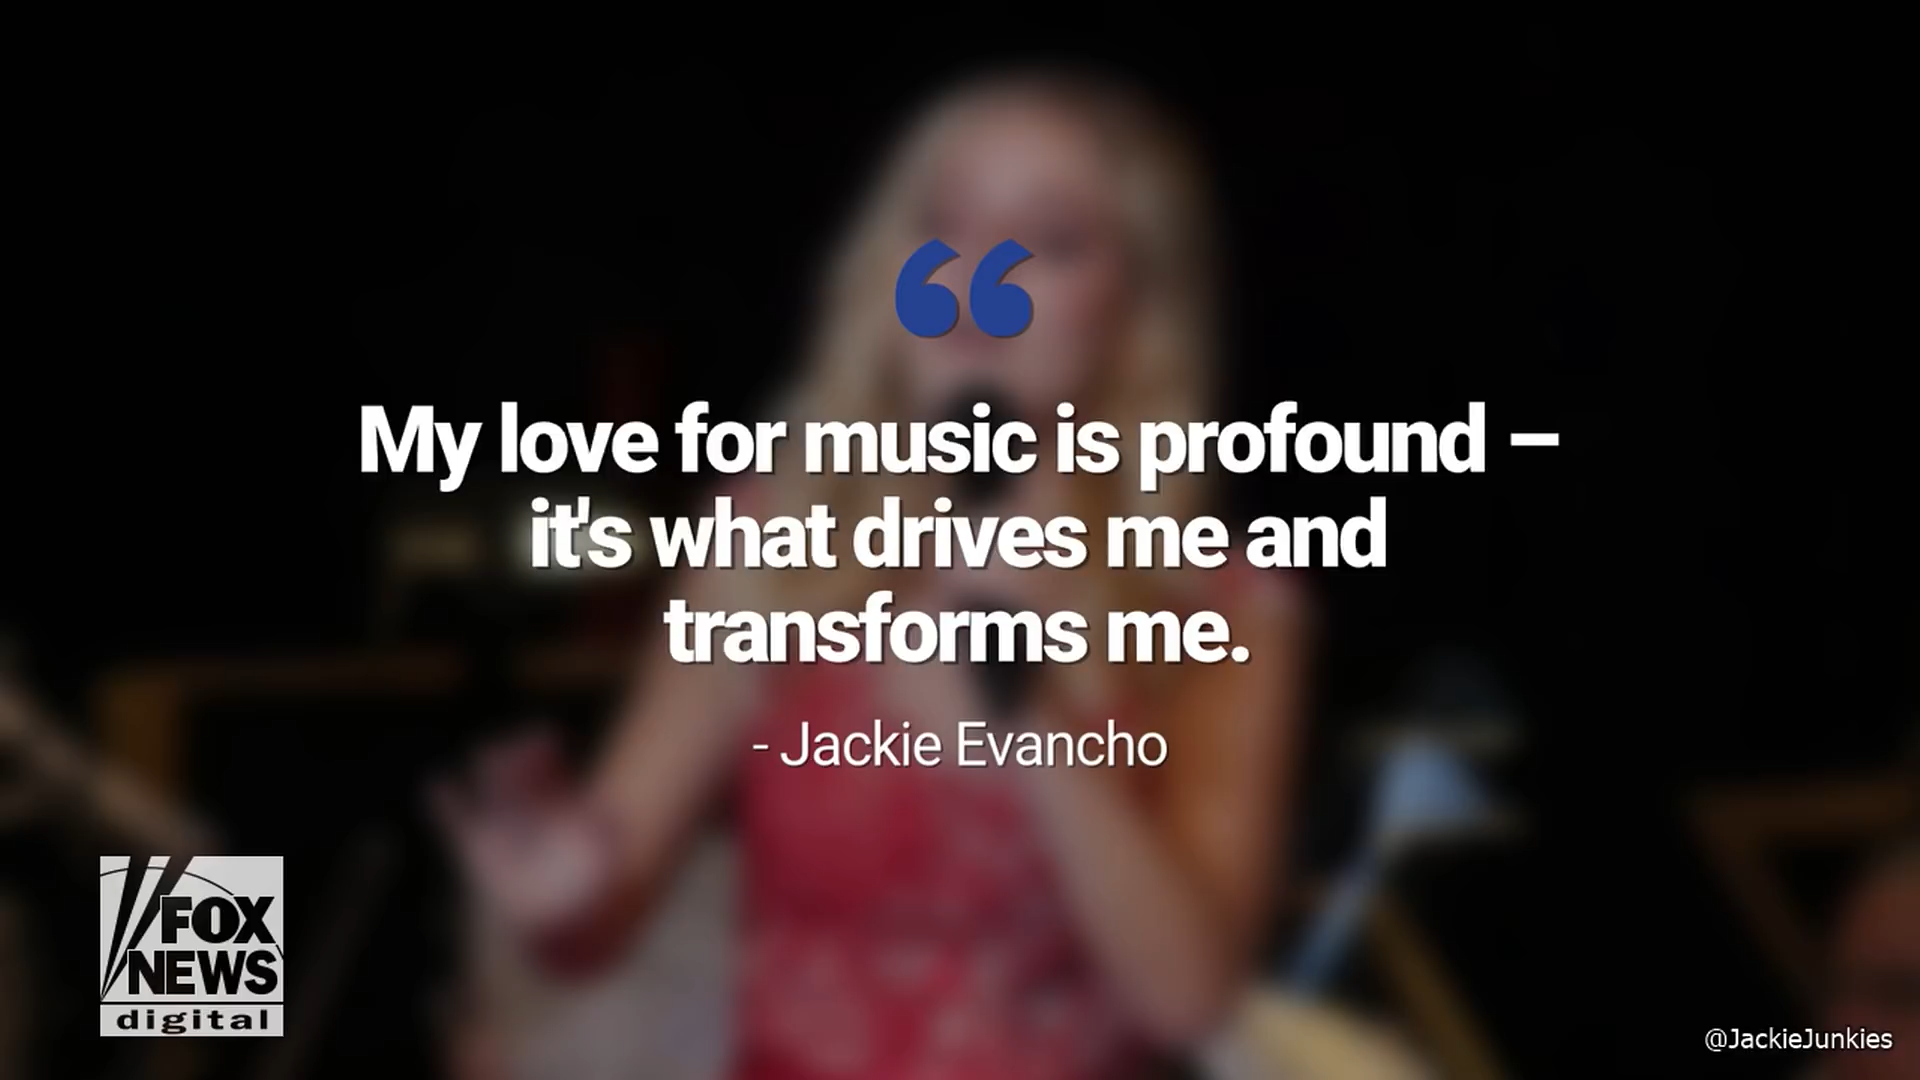 “
My love for music is profound –
it's what drives me and
transforms me.
- Jackie Evancho
FOX
NEWS
digital
@JackieJunkies